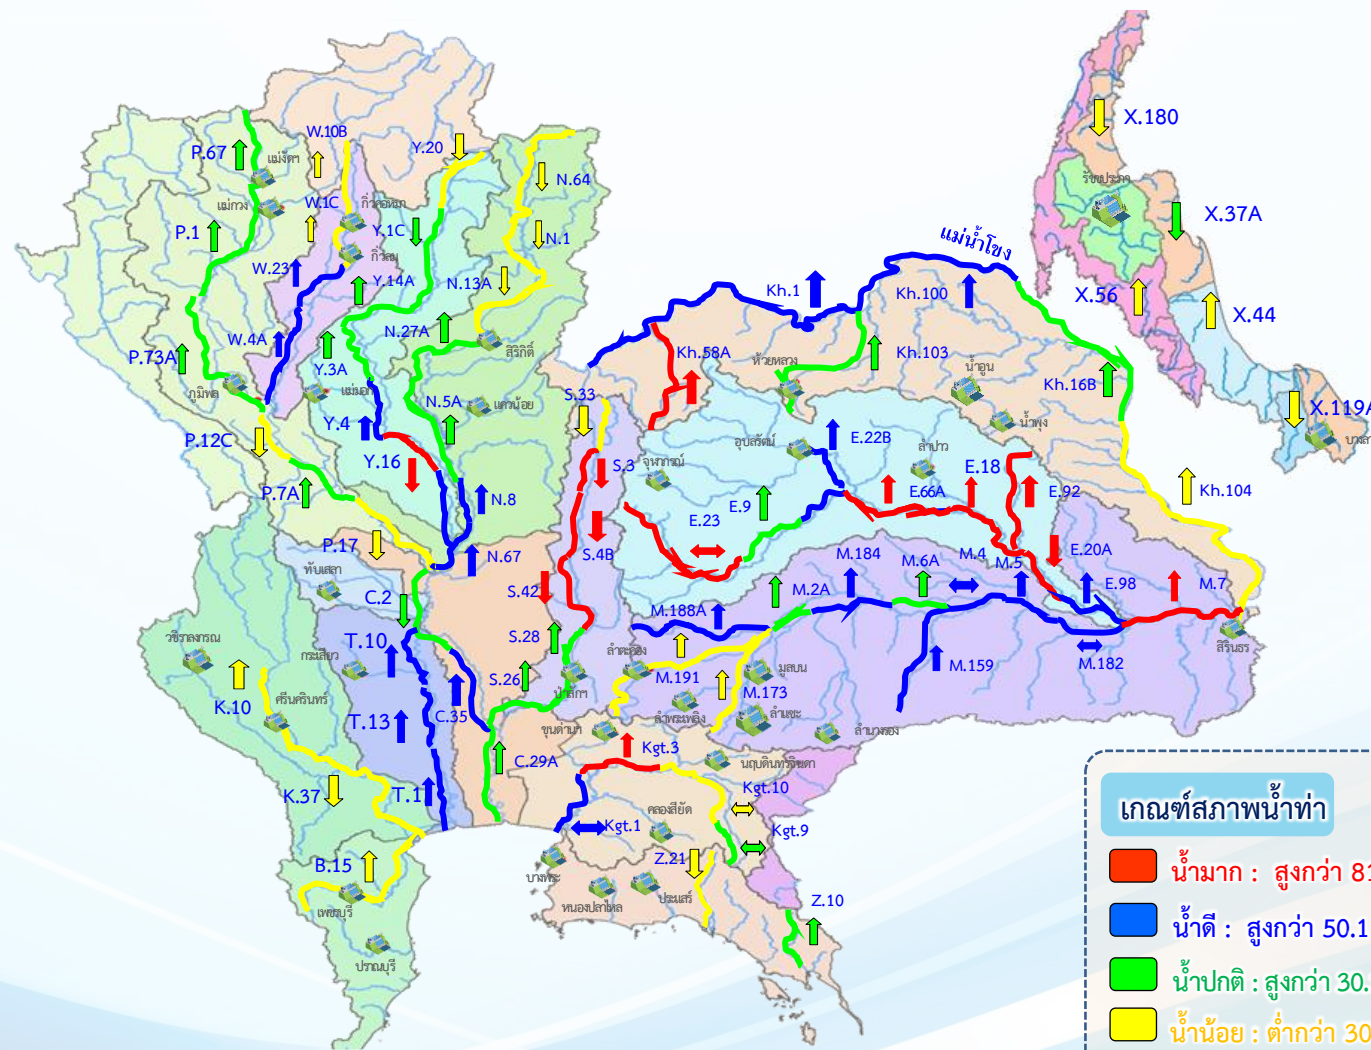 X.180
W.10B
Y.20
P.67
แม่งัดฯ
N.64
รัชชประภา
แม่กวง
W.1C
กิ่วคอหมา
X.37A
P.1
Y.1C
N.1
แม่น้ำโขง
กิ่วลม
W.23
Y.14A
N.13A
Kh.1
Kh.100
X.56
X.44
N.27A
W.4A
สิริกิติ์
P.73A
Y.3A
Kh.58A
ห้วยหลวง
Kh.103
น้ำอูน
Kh.16B
ภูมิพล
แม่มอก
N.5A
แควน้อย
S.33
X.119A
น้ำพุง
Y.4
P.12C
อุบลรัตน์
E.22B
บางลาง
Y.16
จุฬาภรณ์
S.3
ลำปาว
E.18
P.7A
N.8
E.9
E.66A
E.92
Kh.104
E.23
P.17
N.67
S.4B
M.184
M.6A
M.4
M.5
E.20A
ทับเสลา
C.2
S.42
M.2A
E.98
M.7
M.188A
วชิราลงกรณ
T.10
S.28
กระเสียว
ลำตะคอง
มูลบน
M.159
M.182
สิรินธร
S.26
ป่าสักฯ
M.191
M.173
K.10
ศรีนครินทร์
T.13
C.35
ลำพระเพลิง
ลำแชะ
ขุนด่านฯ
ลำนางรอง
Kgt.3
C.29A
นฤบดินทรจินดา
K.37
T.1
Kgt.10
คลองสียัด
Kgt.1
Kgt.9
เกณฑ์สภาพน้ำท่า
B.15
Z.21
บางพระ
น้ำมาก : สูงกว่า 81
เพชรบุรี
หนองปลาไหล
ประแสร์
Z.10
น้ำดี : สูงกว่า 50.1
ปราณบุรี
น้ำปกติ : สูงกว่า 30.
น้ำน้อย : ต่ำกว่า 30